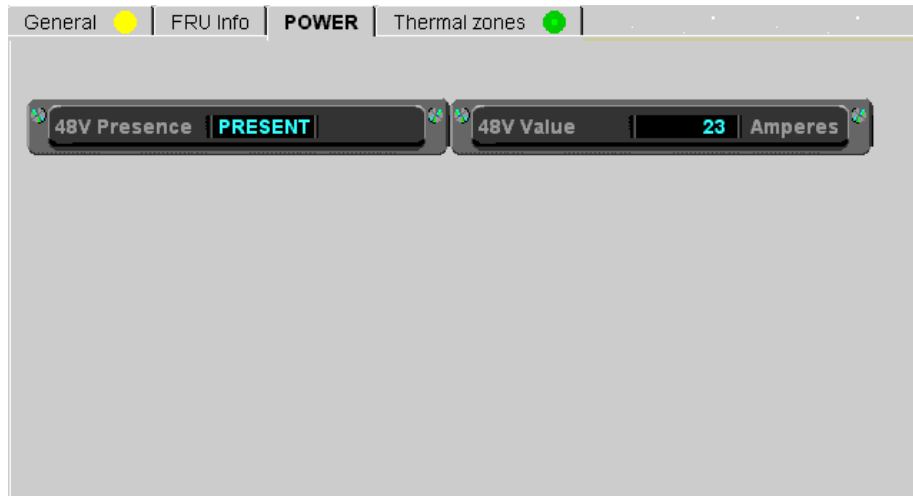 General FRU Info POWER Thermal zones
48V Presence PRESENT 48V Value 23 Amperes